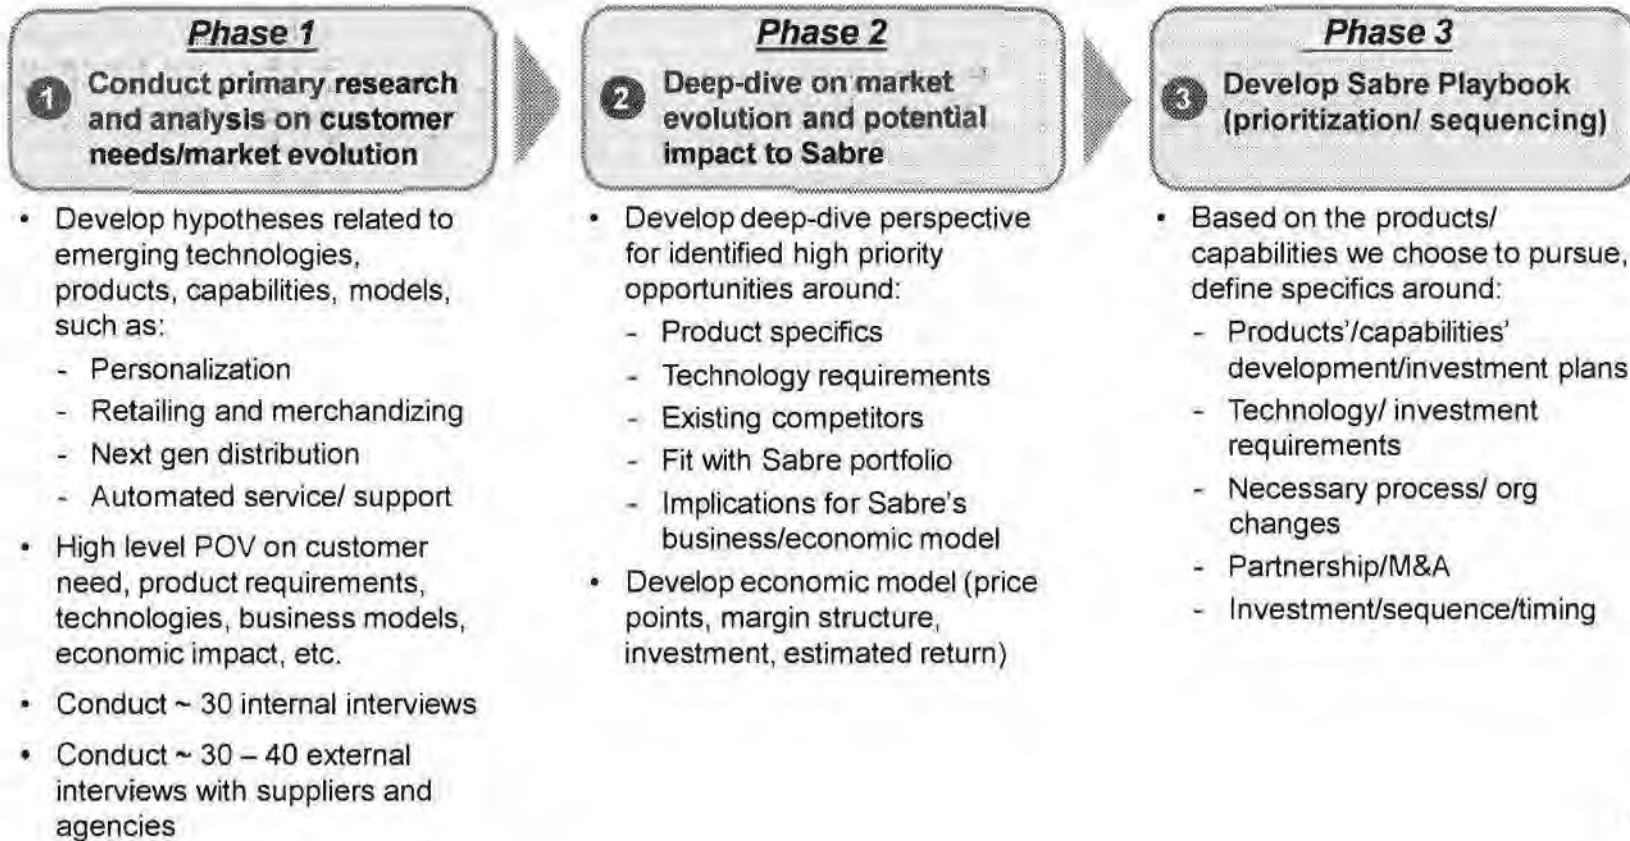 Phase 1
1
Conduct primary research
and analysis on customer
needs/market evolution
• Develop hypotheses related to
emerging technologies,
products, capabilities, models,
such as:
- Personalization
- Retailing and merchandizing
- Next gen distribution
- Automated service/ support
• High level POV on customer
need, product requirements,
technologies, business models,
economic impact, etc.
• Conduct ~ 30 internal interviews
• Conduct ~ 30 – 40 external
interviews with suppliers and
agencies
Phase 2
2
Deep-dive on market
evolution and potential
impact to Sabre
• Develop deep-dive perspective
for identified high priority
opportunities around:
- Product specifics
- Technology requirements
- Existing competitors
- Fit with Sabre portfolio
- Implications for Sabre's
business/economic model
• Develop economic model (price
points, margin structure,
investment, estimated return)
Phase 3
3
Develop Sabre Playbook
(prioritization/ sequencing)
• Based on the products/
capabilities we choose to pursue,
define specifics around:
- Products'/capabilities'
development/investment plans
- Technology/ investment
requirements
- Necessary process/ org
changes
- Partnership/M&A
- Investment/sequence/timing